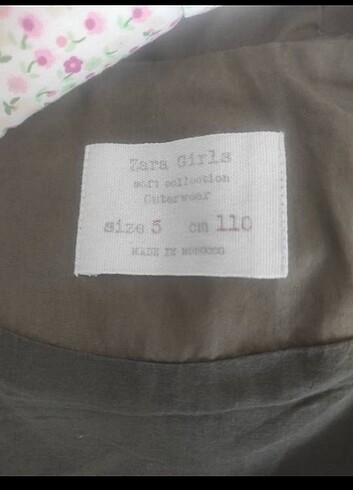 Zara Girls
soft collection
Outerwear
size 5 cm 110
MADE IN MOROCCO